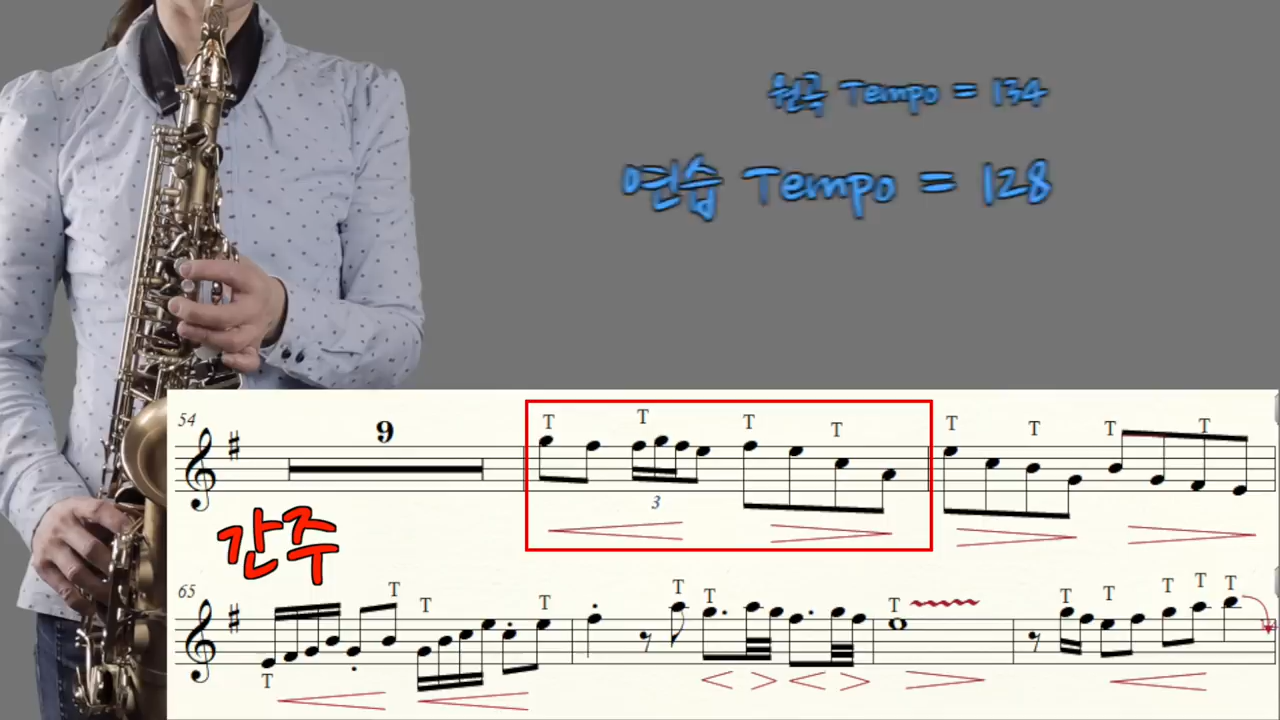 원곡 Tempo = 134
연습 Tempo = 128
54
9
T T T T T T T T
3
간주
65
T T T T T T T T T T T
T